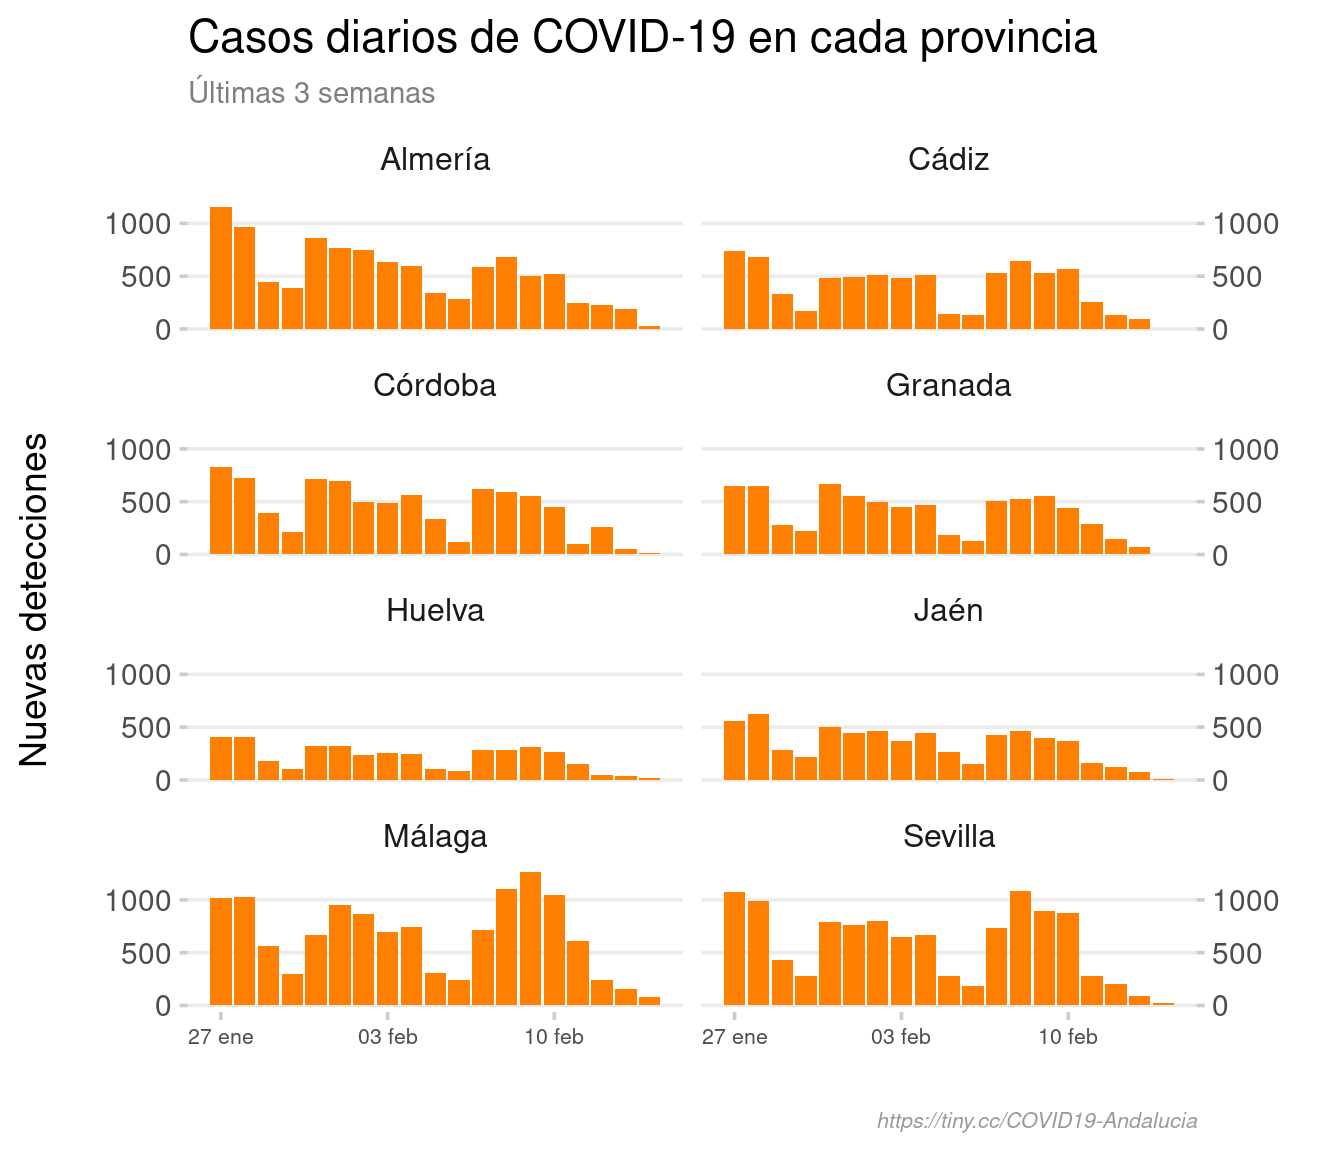 Casos diarios de COVID-19 en cada provincia
Últimas 3 semanas
Nuevas detecciones
Almería
Cádiz
1000
500
0
1000
500
0
Córdoba
Granada
1000
500
0
1000
500
0
Huelva
Jaén
1000
500
0
1000
500
0
Málaga
Sevilla
1000
500
0
1000
500
0
27 ene 03 feb 10 feb
27 ene 03 feb 10 feb
https://tiny.cc/COVID19-Andalucia